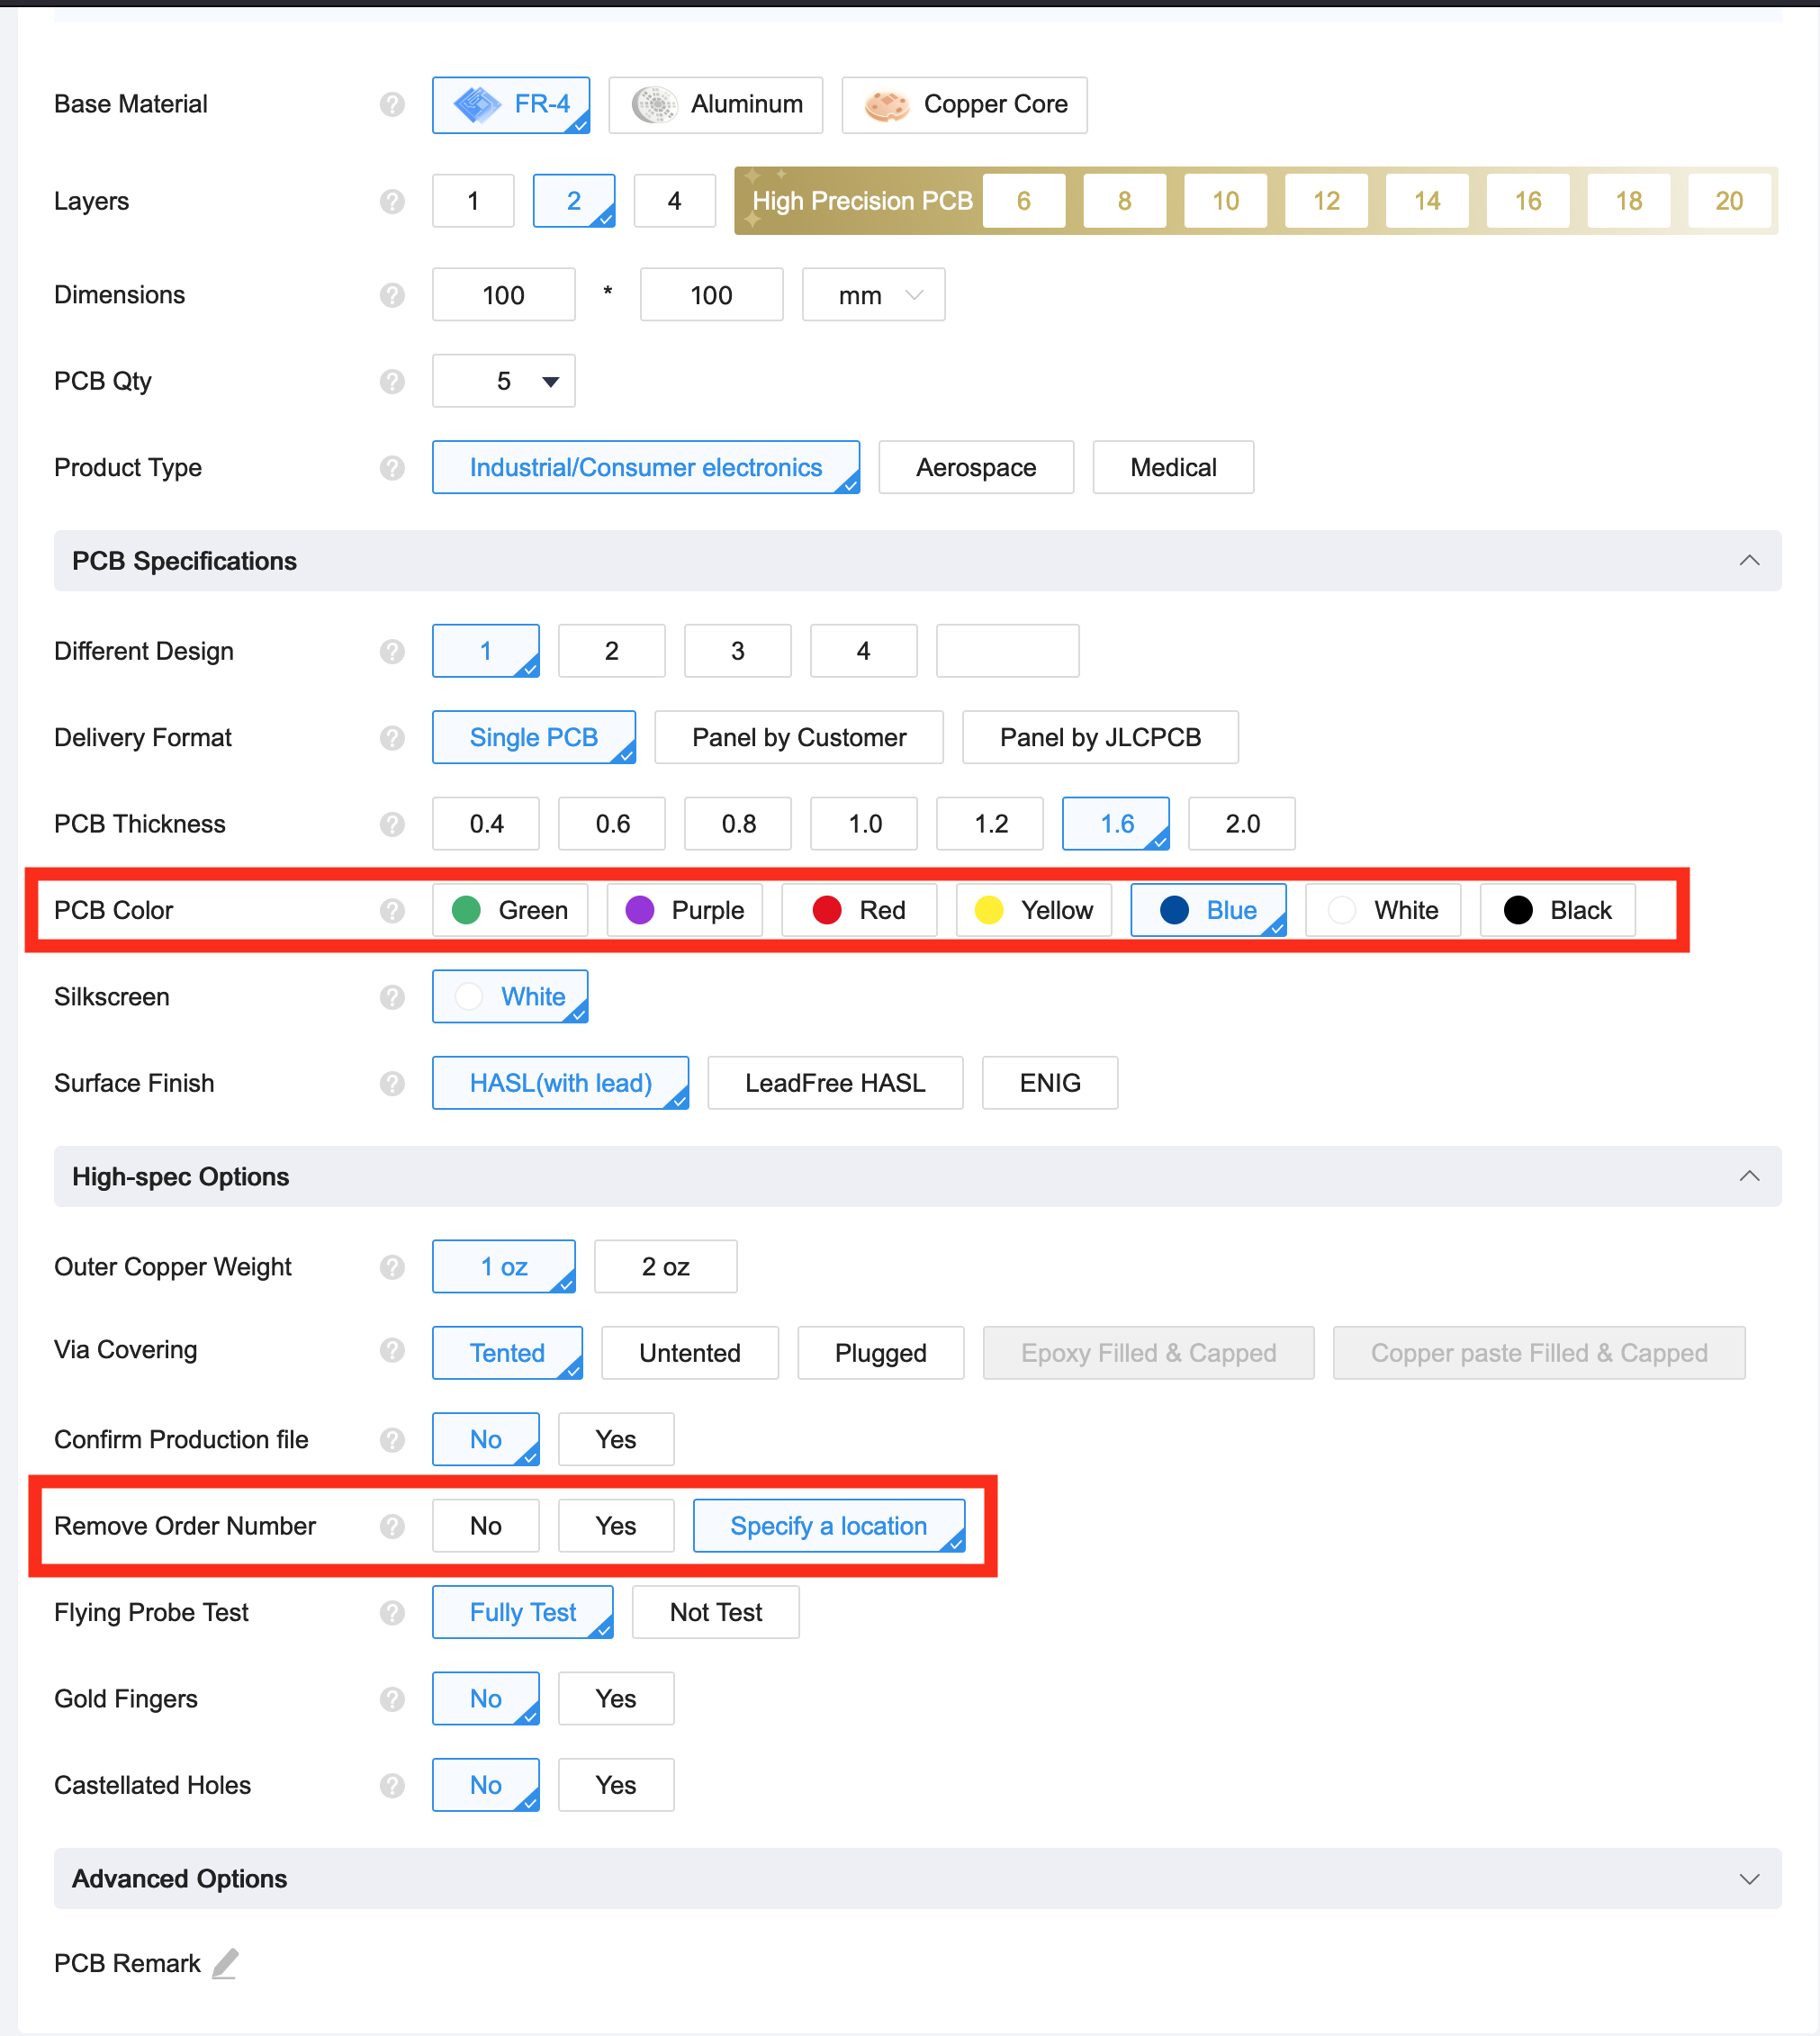 Base Material ? FR-4 Aluminum Copper Core
Layers ? 1 2 4 High Precision PCB 6 8 10 12 14 16 18 20
Dimensions ? 100 * 100 mm
PCB Qty ? 5
Product Type ? Industrial/Consumer electronics Aerospace Medical
PCB Specifications
Different Design ? 1 2 3 4
Delivery Format ? Single PCB Panel by Customer Panel by JLCPCB
PCB Thickness ? 0.4 0.6 0.8 1.0 1.2 1.6 2.0
PCB Color ? Green Purple Red Yellow Blue White Black
Silkscreen ? White
Surface Finish ? HASL(with lead) LeadFree HASL ENIG
High-spec Options
Outer Copper Weight ? 1 oz 2 oz
Via Covering ? Tented Untented Plugged Epoxy Filled & Capped Copper paste Filled & Capped
Confirm Production file ? No Yes
Remove Order Number ? No Yes Specify a location
Flying Probe Test ? Fully Test Not Test
Gold Fingers ? No Yes
Castellated Holes ? No Yes
Advanced Options
PCB Remark